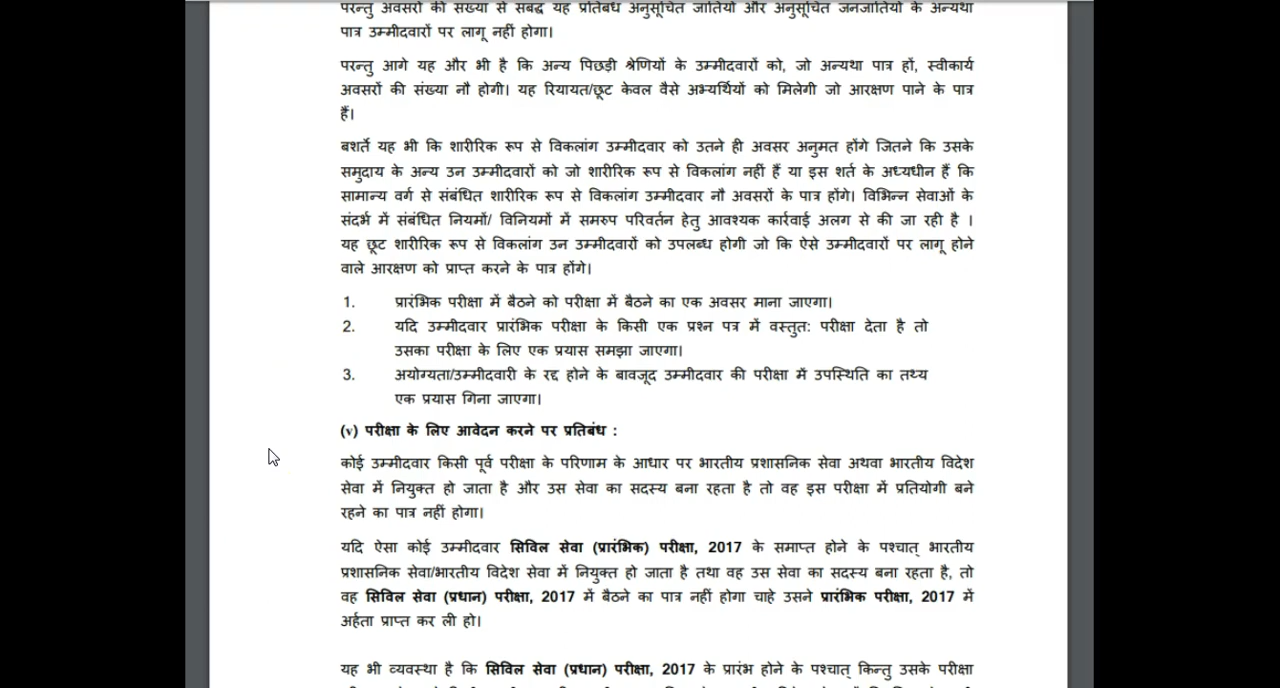 परन्तु अवसरों की संख्या से संबद्ध यह प्रतिबंध अनुसूचित जातियों और अनुसूचित जनजातियों के अन्यथा
पात्र उम्मीदवारों पर लागू नहीं होगा।
परन्तु आगे यह और भी है कि अन्य पिछड़ी श्रेणियों के उम्मीदवारों को, जो अन्यथा पात्र हों, स्वीकार्य
अवसरों की संख्या नौ होगी। यह रियायत/छूट केवल वैसे अभ्यर्थियों को मिलेगी जो आरक्षण पाने के पात्र
हैं।
बशर्ते यह भी कि शारीरिक रूप से विकलांग उम्मीदवार को उतने ही अवसर अनुमत होंगे जितने कि उसके
समुदाय के अन्य उन उम्मीदवारों को जो शारीरिक रूप से विकलांग नहीं हैं या इस शर्त के अध्यधीन हैं कि
सामान्य वर्ग से संबंधित शारीरिक रूप से विकलांग उम्मीदवार नौ अवसरों के पात्र होंगे। विभिन्न सेवाओं के
संदर्भ में संबंधित नियमों/ विनियमों में समरुप परिवर्तन हेतु आवश्यक कार्रवाई अलग से की जा रही है ।
यह छूट शारीरिक रूप से विकलांग उन उम्मीदवारों को उपलब्ध होगी जो कि ऐसे उम्मीदवारों पर लागू होने
वाले आरक्षण को प्राप्त करने के पात्र होंगे।
1. प्रारंभिक परीक्षा में बैठने को परीक्षा में बैठने का एक अवसर माना जाएगा।
2. यदि उम्मीदवार प्रारंभिक परीक्षा के किसी एक प्रश्न पत्र में वस्तुत: परीक्षा देता है तो
उसका परीक्षा के लिए एक प्रयास समझा जाएगा।
3. अयोग्यता/उम्मीदवारी के रद्द होने के बावजूद उम्मीदवार की परीक्षा में उपस्थिति का तथ्य
एक प्रयास गिना जाएगा।
(v) परीक्षा के लिए आवेदन करने पर प्रतिबंध :
कोई उम्मीदवार किसी पूर्व परीक्षा के परिणाम के आधार पर भारतीय प्रशासनिक सेवा अथवा भारतीय विदेश
सेवा में नियुक्त हो जाता है और उस सेवा का सदस्य बना रहता है तो वह इस परीक्षा में प्रतियोगी बने
रहने का पात्र नहीं होगा।
यदि ऐसा कोई उम्मीदवार सिविल सेवा (प्रारंभिक) परीक्षा, 2017 के समाप्त होने के पश्चात् भारतीय
प्रशासनिक सेवा/भारतीय विदेश सेवा में नियुक्त हो जाता है तथा वह उस सेवा का सदस्य बना रहता है, तो
वह सिविल सेवा (प्रधान) परीक्षा, 2017 में बैठने का पात्र नहीं होगा चाहे उसने प्रारंभिक परीक्षा, 2017 में
अर्हता प्राप्त कर ली हो।
यह भी व्यवस्था है कि सिविल सेवा (प्रधान) परीक्षा, 2017 के प्रारंभ होने के पश्चात् किन्तु उसके परीक्षा